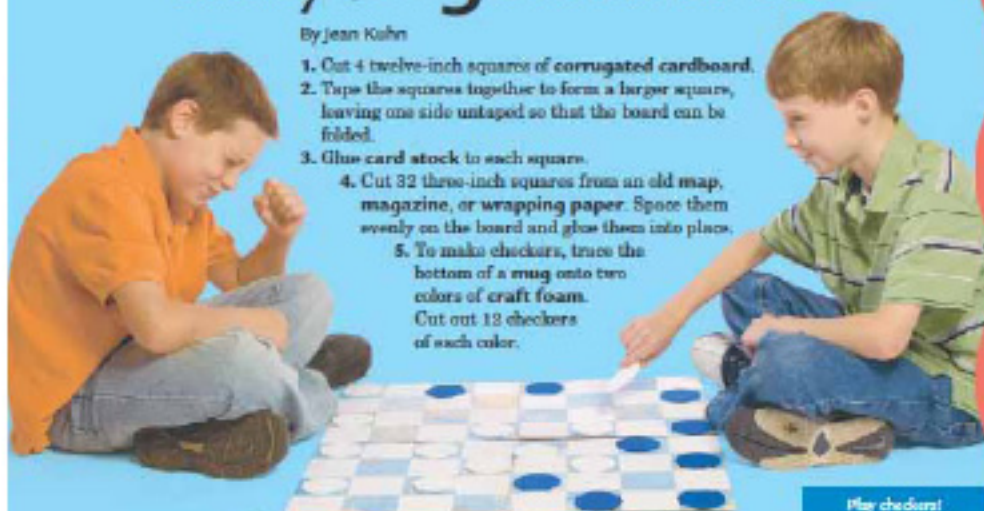 By Jean Kuhn
1. Cut 4 twelve-inch squares of corrugated cardboard.
2. Tape the squares together to form a larger square,
leaving one side untaped so that the board can be
folded.
3. Glue card stock to each square.
4. Cut 32 three-inch squares from an old map,
magazine, or wrapping paper. Space them
evenly on the board and glue them into place.
5. To make checkers, trace the
bottom of a mug onto two
colors of craft foam.
Cut out 12 checkers
of each color.
Play checkers!